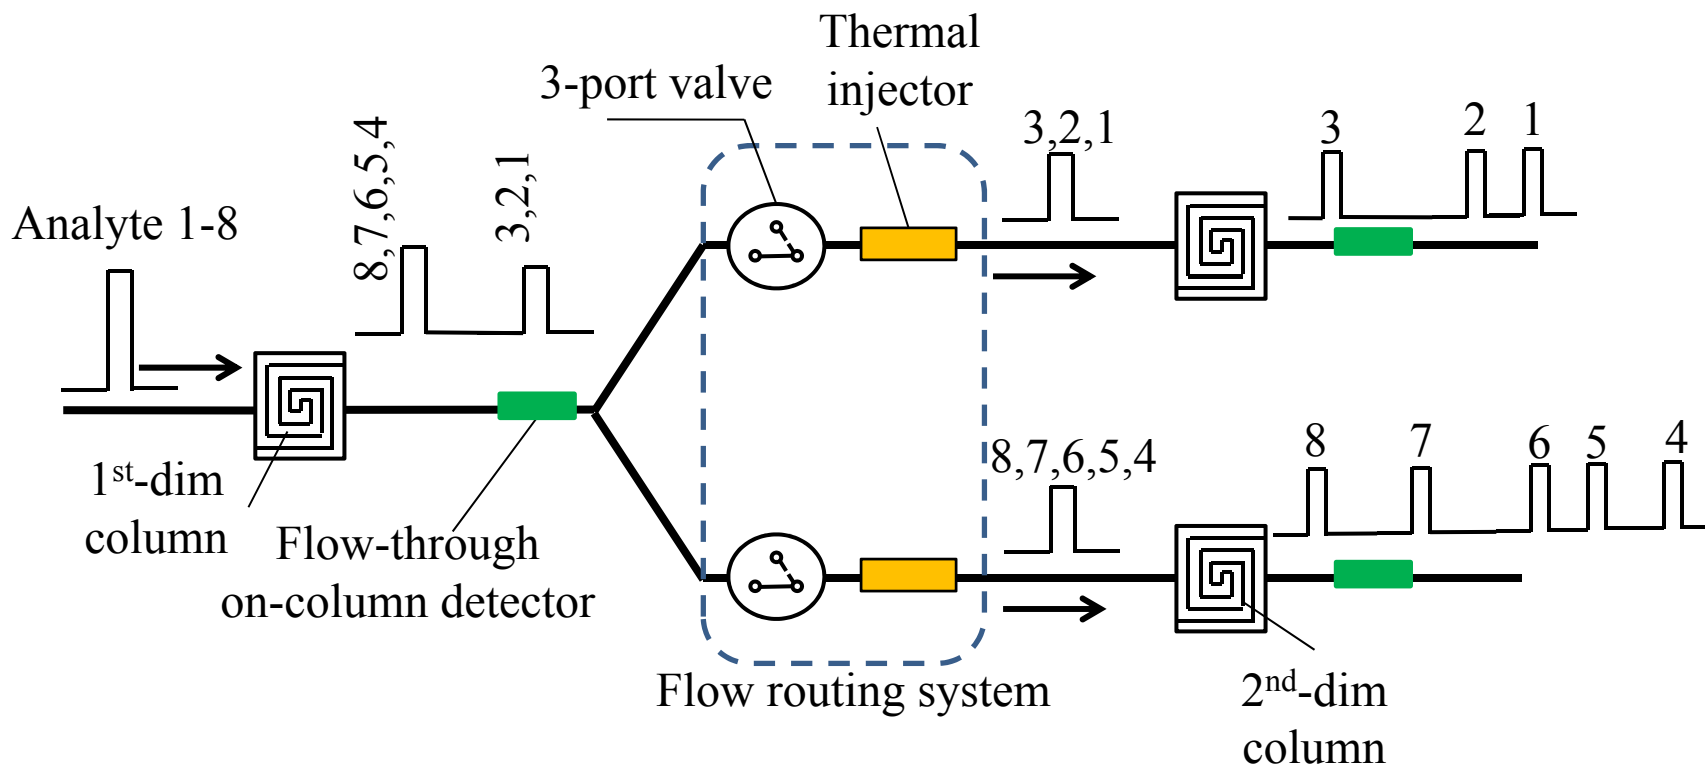 Thermal
injector
3-port valve
Analyte 1-8
8,7,6,5,4
3,2,1
3,2,1
3
2
1
1st-dim
column
Flow-through
on-column detector
8,7,6,5,4
8
7
6
5
4
Flow routing system
2nd-dim
column